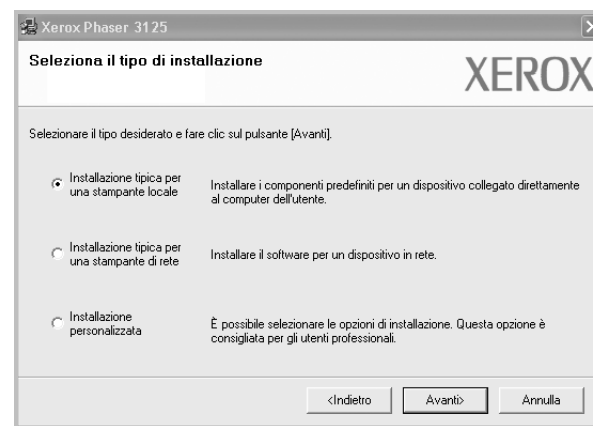 Xerox Phaser 3125
Seleziona il tipo di installazione
XEROX
Selezionare il tipo desiderato e fare clic sul pulsante [Avanti].
Installazione tipica per
una stampante locale
Installare i componenti predefiniti per un dispositivo collegato direttamente
al computer dell'utente.
Installazione tipica per
una stampante di rete
Installare il software per un dispositivo in rete.
Installazione
personalizzata
È possibile selezionare le opzioni di installazione. Questa opzione è
consigliata per gli utenti professionali.
<Indietro
Avanti>
Annulla